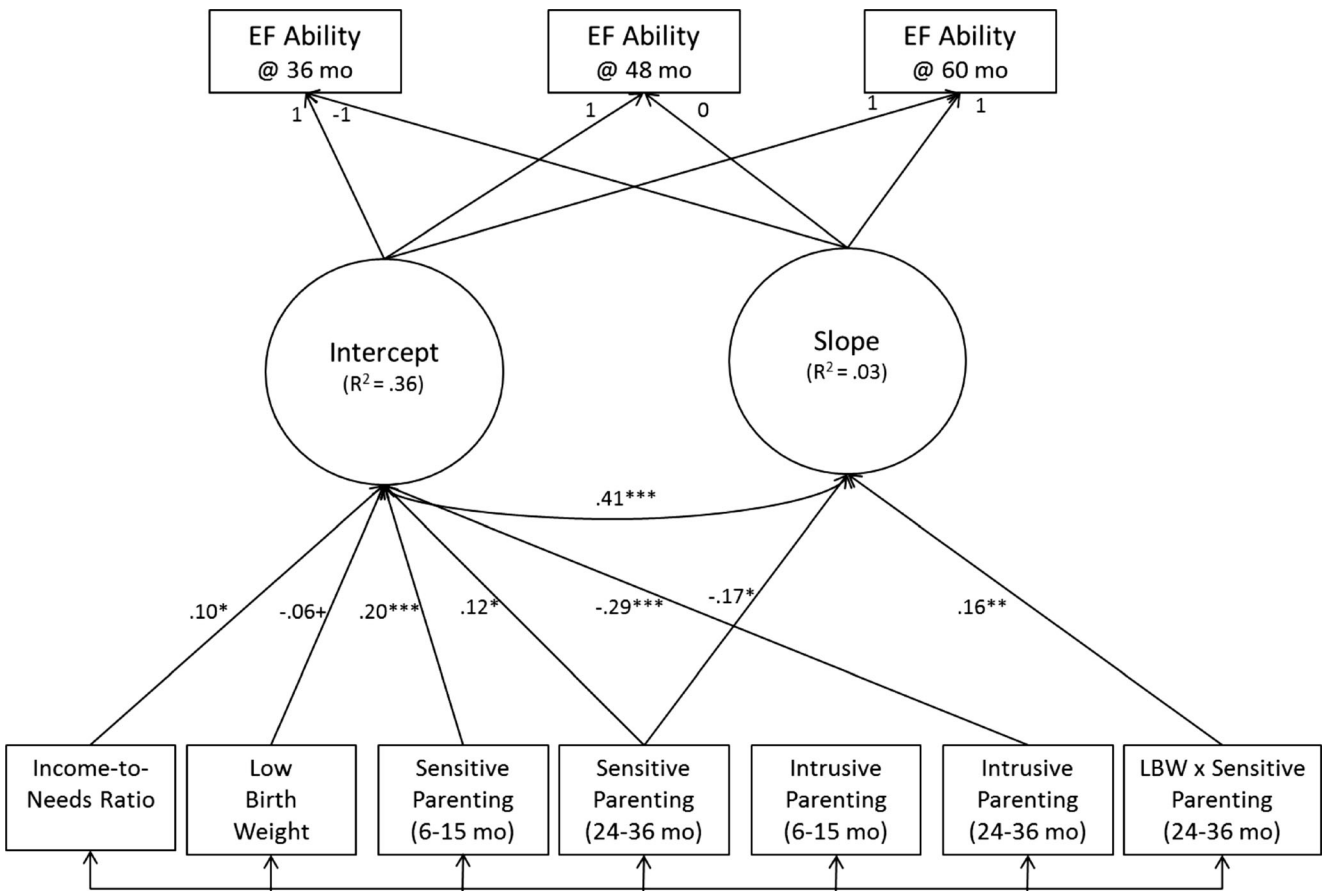 EF Ability
@ 36 mo
EF Ability
@ 48 mo
EF Ability
@ 60 mo
1
-1
1
0
1
1
Intercept
(R² = .36)
Slope
(R² = .03)
.41***
.10*
-.06+
.20***
.12*
-.29***
-.17*
.16**
Income-to-
Needs Ratio
Low
Birth
Weight
Sensitive
Parenting
(6-15 mo)
Sensitive
Parenting
(24-36 mo)
Intrusive
Parenting
(6-15 mo)
Intrusive
Parenting
(24-36 mo)
LBW x Sensitive
Parenting
(24-36 mo)